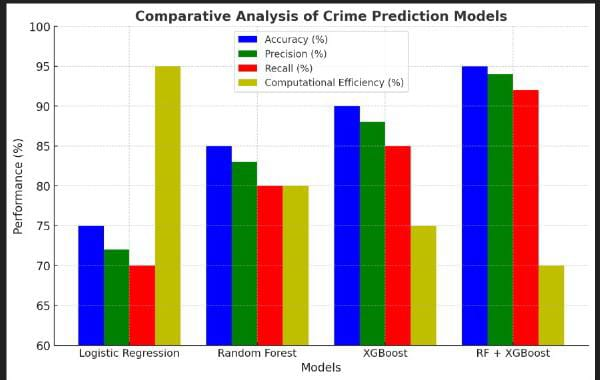 Comparative Analysis of Crime Prediction Models
Accuracy (%)
Precision (%)
Recall (%)
Computational Efficiency (%)
Performance (%)
100
95
90
85
80
75
70
65
60
Logistic Regression
Random Forest
XGBoost
RF + XGBoost
Models